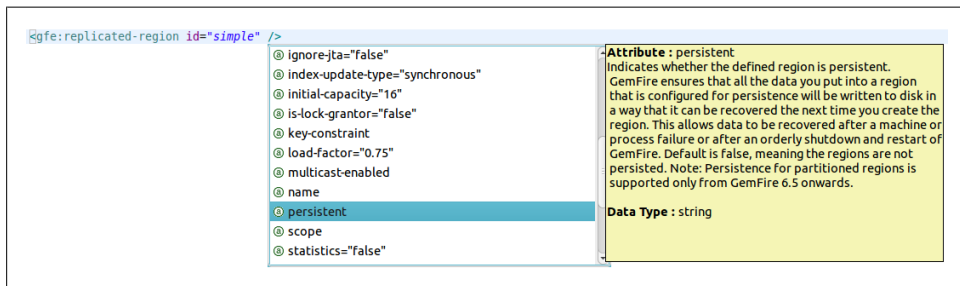 <gfe:replicated-region id="simple" />
ignore-jta="false"
index-update-type="synchronous"
initial-capacity="16"
is-lock-grantor="false"
key-constraint
load-factor="0.75"
multicast-enabled
name
persistent
scope
statistics="false"
Attribute : persistent
Indicates whether the defined region is persistent.
GemFire ensures that all the data you put into a region
that is configured for persistence will be written to disk in
a way that it can be recovered the next time you create the
region. This allows data to be recovered after a machine or
process failure or after an orderly shutdown and restart of
GemFire. Default is false, meaning the regions are not
persisted. Note: Persistence for partitioned regions is
supported only from GemFire 6.5 onwards.
Data Type : string